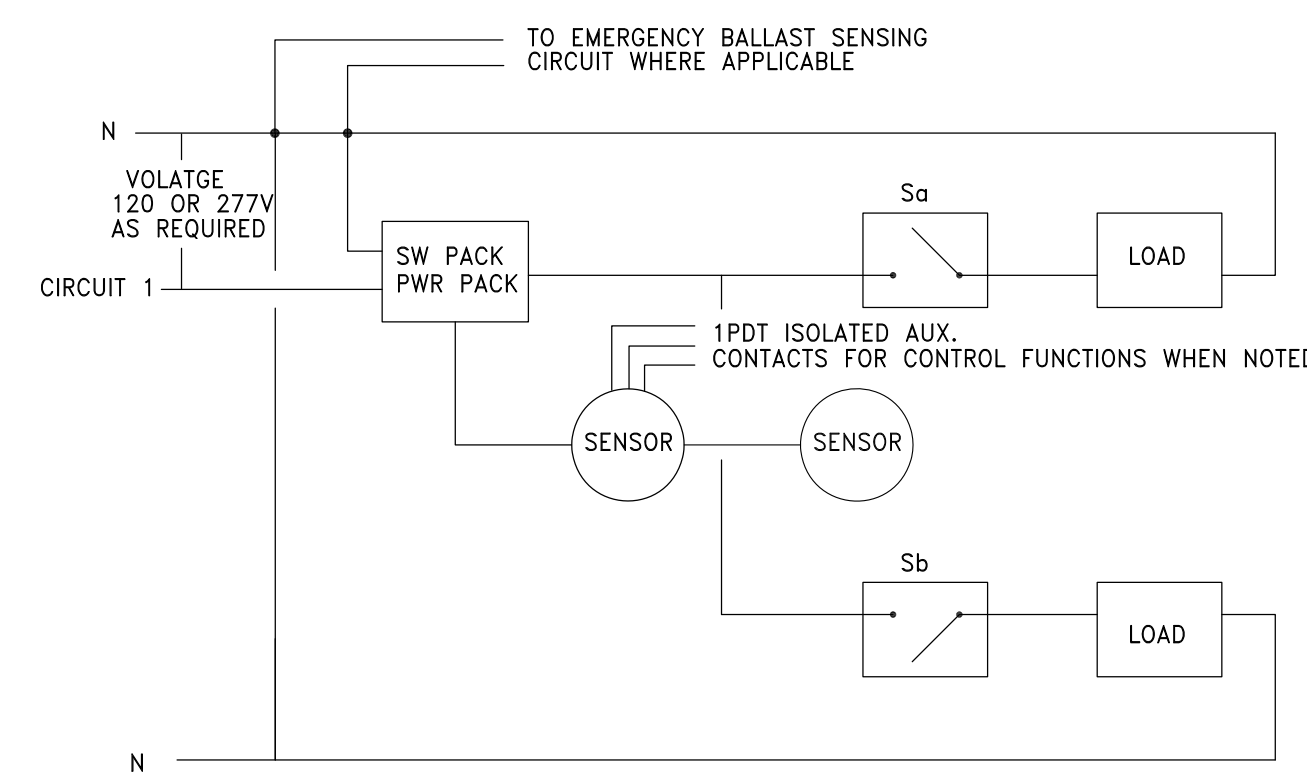 TO EMERGENCY BALLAST SENSING
CIRCUIT WHERE APPLICABLE
N
VOLATGE
120 OR 277V
AS REQUIRED
Sa
SW PACK
PWR PACK
LOAD
CIRCUIT 1
1PDT ISOLATED AUX.
CONTACTS FOR CONTROL FUNCTIONS WHEN NOTED
SENSOR
SENSOR
Sb
LOAD
N